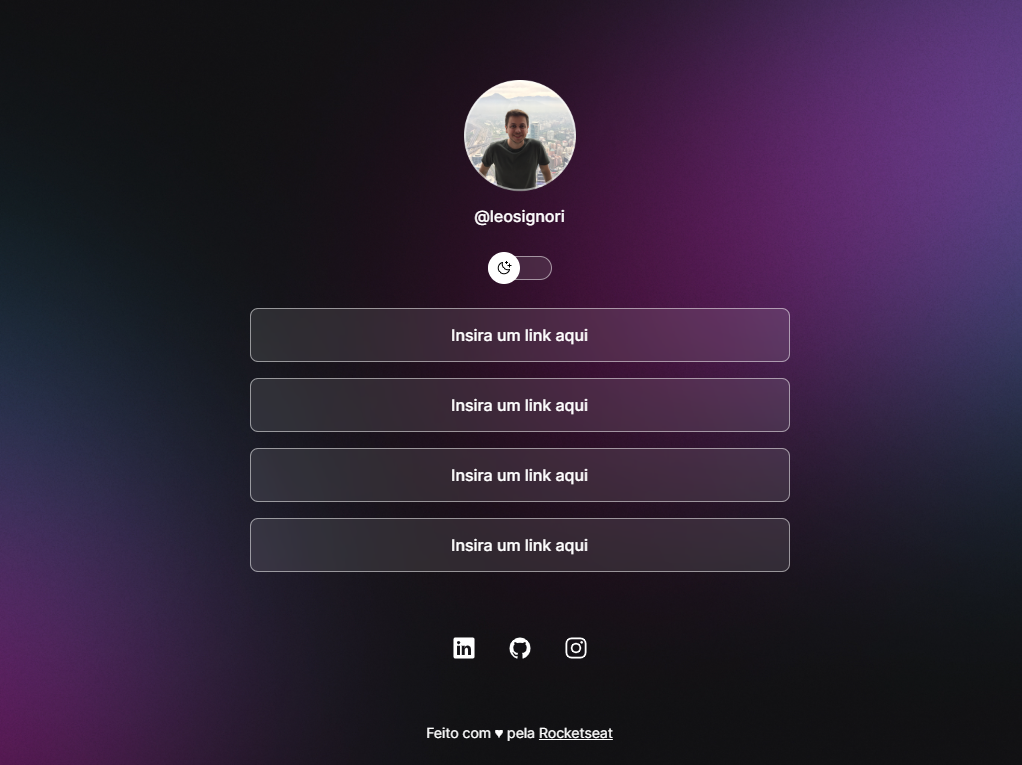 @leosignori
Insira um link aqui
Insira um link aqui
Insira um link aqui
Insira um link aqui
in
Feito com ♥ pela Rocketseat